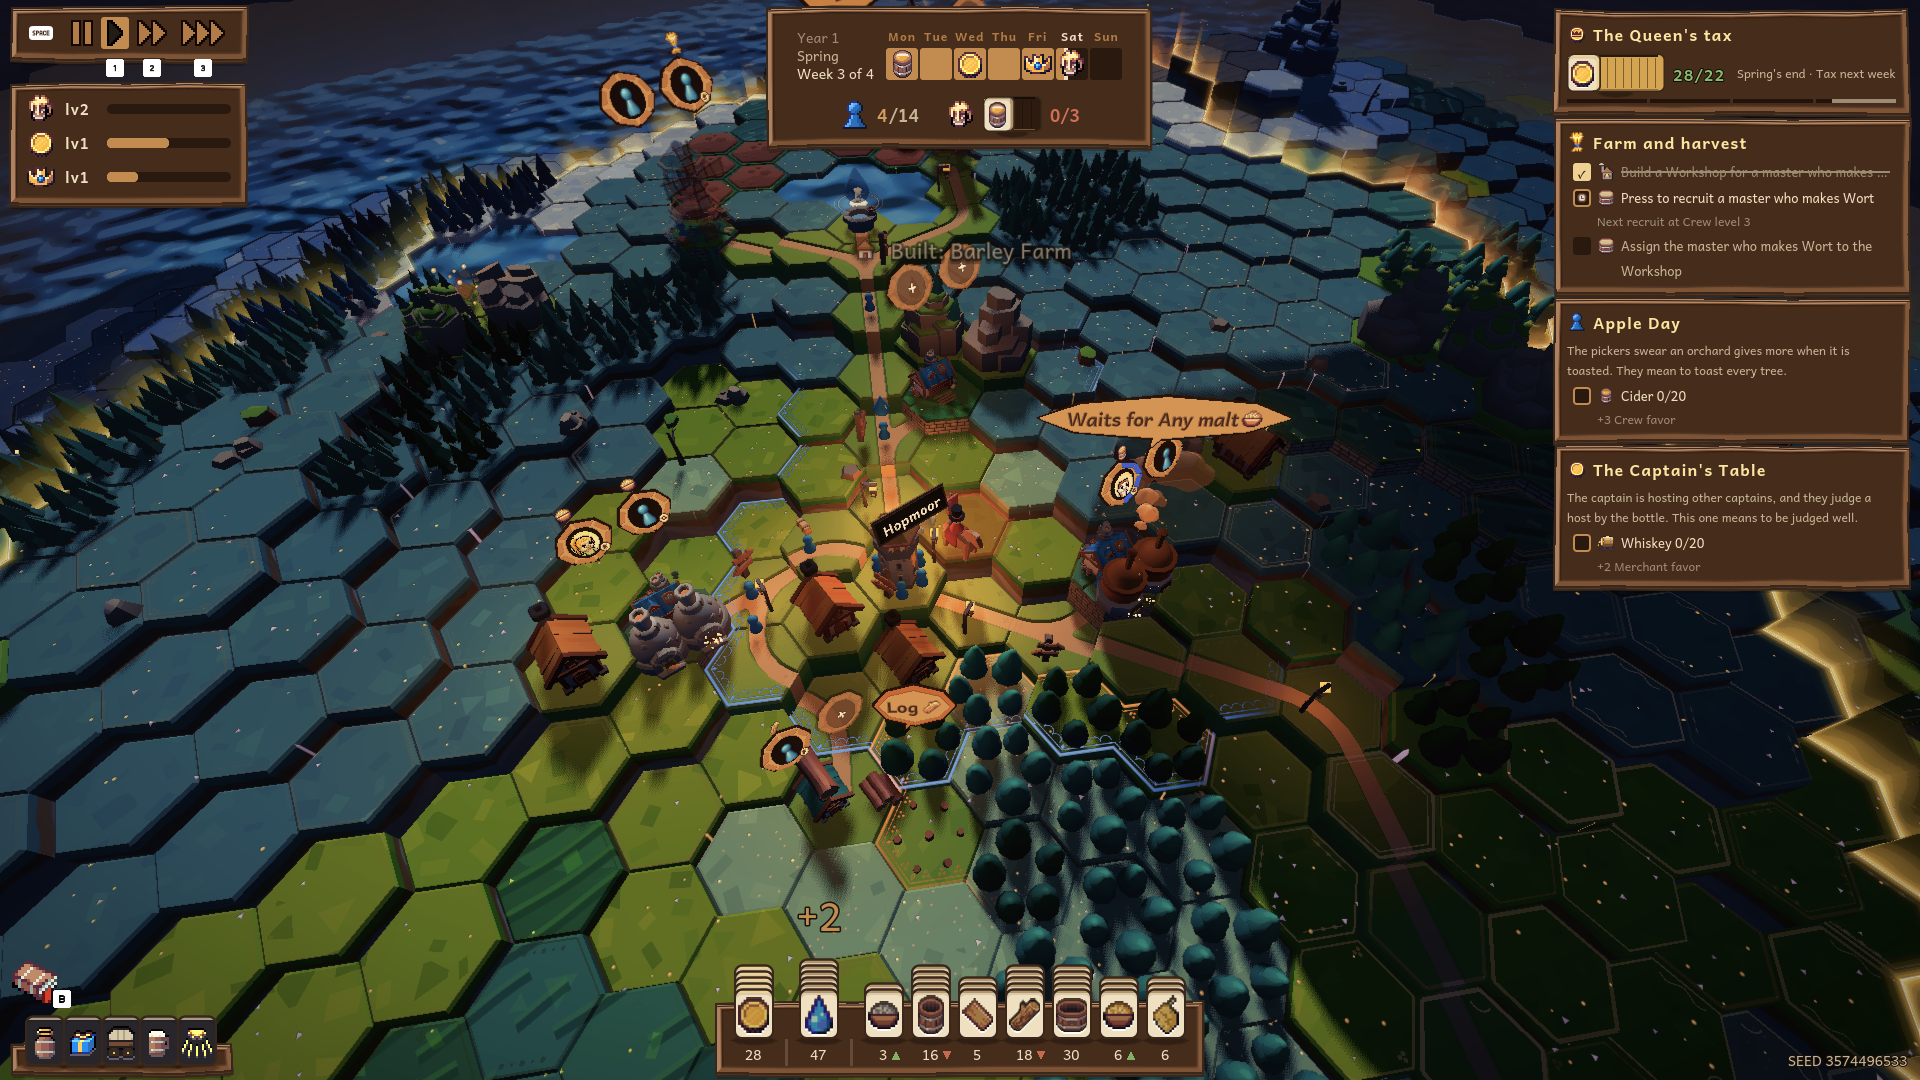 SPACE
1 2 3
lv2
lv1
lv1
Year 1
Spring
Week 3 of 4
Mon Tue Wed Thu Fri Sat Sun
4/14
0/3
The Queen's tax
28/22 Spring's end · Tax next week
Farm and harvest
Build a Workshop for a master who makes ...
Press to recruit a master who makes Wort
Next recruit at Crew level 3
Assign the master who makes Wort to the
Workshop
Apple Day
The pickers swear an orchard gives more when it is
toasted. They mean to toast every tree.
Cider 0/20
+3 Crew favor
The Captain's Table
The captain is hosting other captains, and they judge a
host by the bottle. This one means to be judged well.
Whiskey 0/20
+2 Merchant favor
Built: Barley Farm
Waits for Any malt
Hopmoor
Log
+2
B
28 47 3 16 5 18 30 6 6
SEED 3574496533